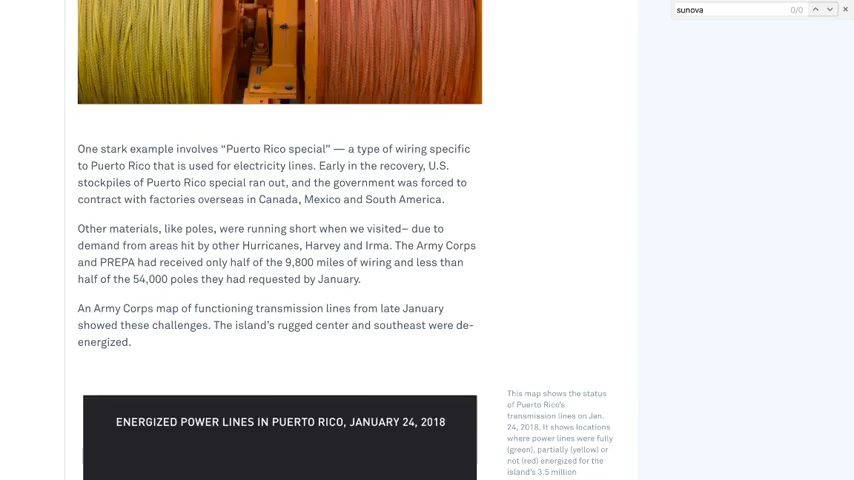 sunova
0/0
One stark example involves “Puerto Rico special” — a type of wiring specific
to Puerto Rico that is used for electricity lines. Early in the recovery, U.S.
stockpiles of Puerto Rico special ran out, and the government was forced to
contract with factories overseas in Canada, Mexico and South America.
Other materials, like poles, were running short when we visited– due to
demand from areas hit by other Hurricanes, Harvey and Irma. The Army Corps
and PREPA had received only half of the 9,800 miles of wiring and less than
half of the 54,000 poles they had requested by January.
An Army Corps map of functioning transmission lines from late January
showed these challenges. The island’s rugged center and southeast were de-
energized.
ENERGIZED POWER LINES IN PUERTO RICO, JANUARY 24, 2018
This map shows the status
of Puerto Rico’s
transmission lines on Jan.
24, 2018. It shows locations
where power lines were fully
(green), partially (yellow) or
not (red) energized for the
island’s 3.5 million